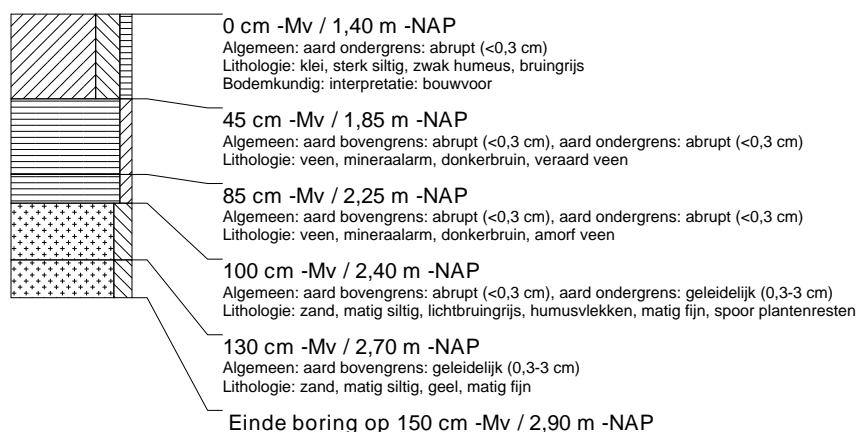 0 cm -Mv / 1,40 m -NAP
Algemeen: aard ondergrens: abrupt (<0,3 cm)
Lithologie: klei, sterk siltig, zwak humeus, bruingrijs
Bodemkundig: interpretatie: bouwvoor
45 cm -Mv / 1,85 m -NAP
Algemeen: aard bovengrens: abrupt (<0,3 cm), aard ondergrens: abrupt (<0,3 cm)
Lithologie: veen, mineraalarm, donkerbruin, veraard veen
85 cm -Mv / 2,25 m -NAP
Algemeen: aard bovengrens: abrupt (<0,3 cm), aard ondergrens: abrupt (<0,3 cm)
Lithologie: veen, mineraalarm, donkerbruin, amorf veen
100 cm -Mv / 2,40 m -NAP
Algemeen: aard bovengrens: abrupt (<0,3 cm), aard ondergrens: geleidelijk (0,3-3 cm)
Lithologie: zand, matig siltig, lichtbruingrijs, humusvlekken, matig fijn, spoor plantenresten
130 cm -Mv / 2,70 m -NAP
Algemeen: aard bovengrens: geleidelijk (0,3-3 cm)
Lithologie: zand, matig siltig, geel, matig fijn
Einde boring op 150 cm -Mv / 2,90 m -NAP